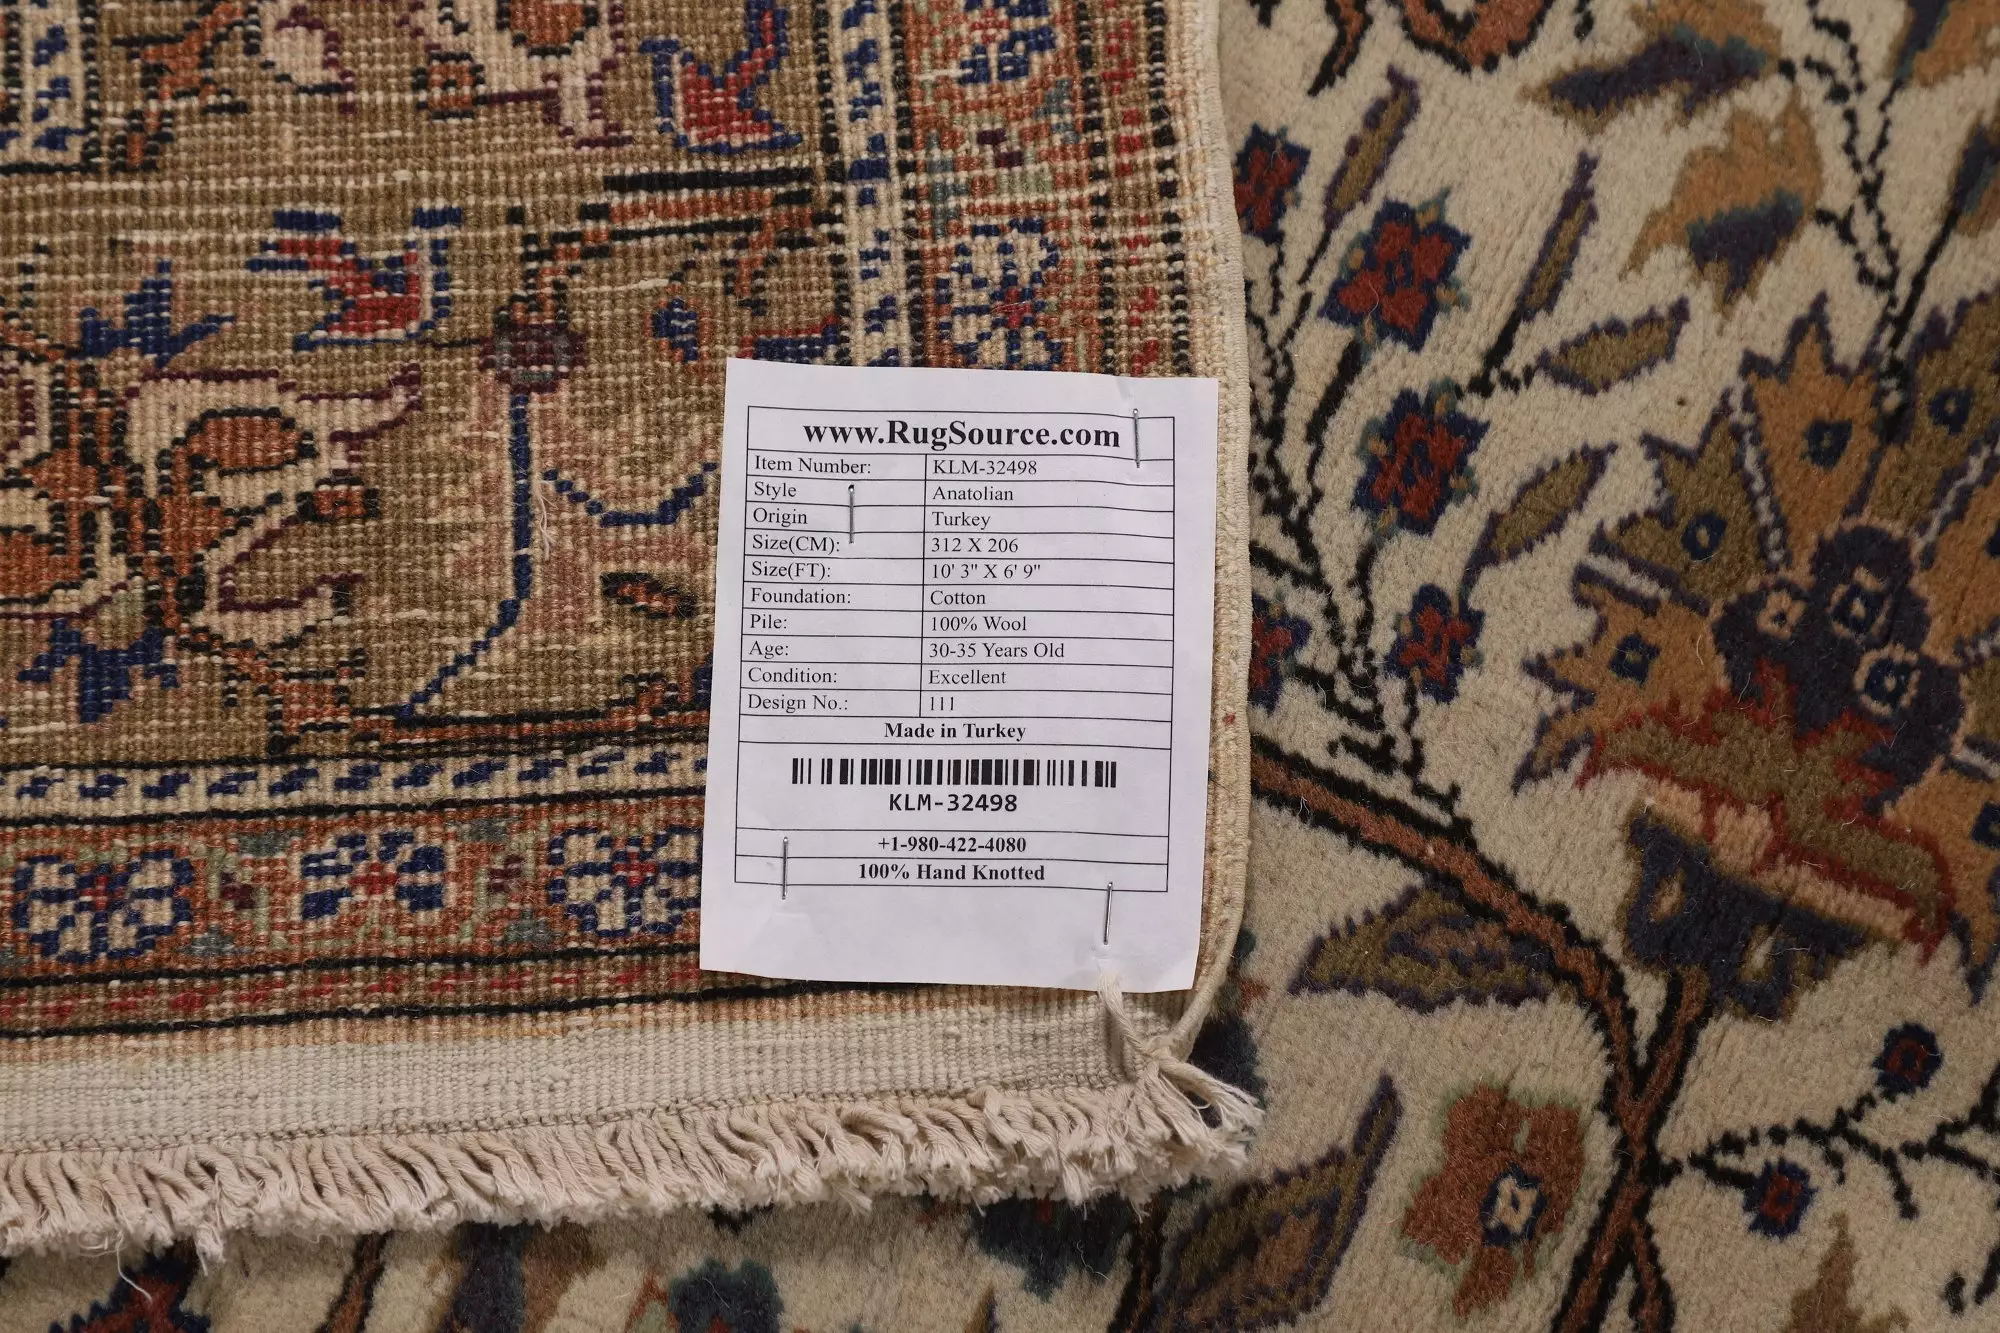 www.RugSource.com
Item Number: KLM-32498
Style Anatolian
Origin Turkey
Size(CM): 312 X 206
Size(FT): 10' 3" X 6' 9"
Foundation: Cotton
Pile: 100% Wool
Age: 30-35 Years Old
Condition: Excellent
Design No.: 111
Made in Turkey
KLM-32498
+1-980-422-4080
100% Hand Knotted